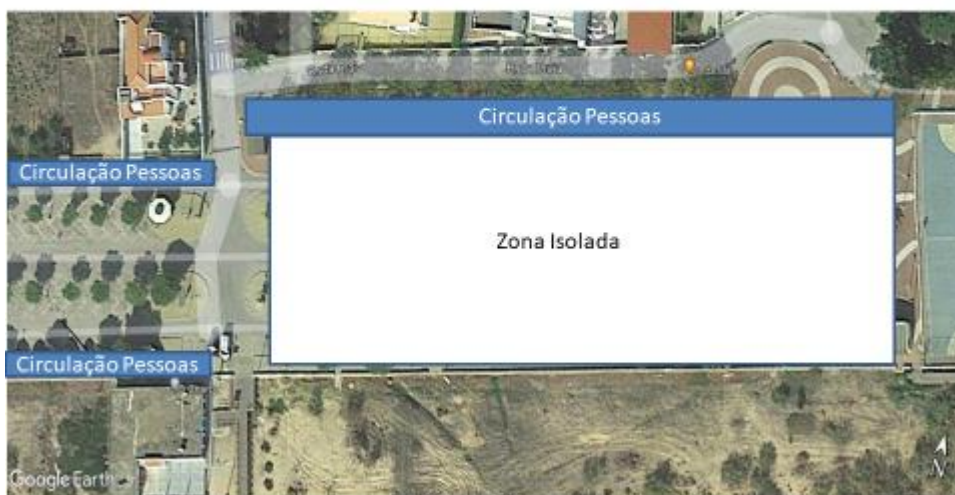 Circulação Pessoas
Circulação Pessoas
Zona Isolada
Circulação Pessoas
Google Earth
N